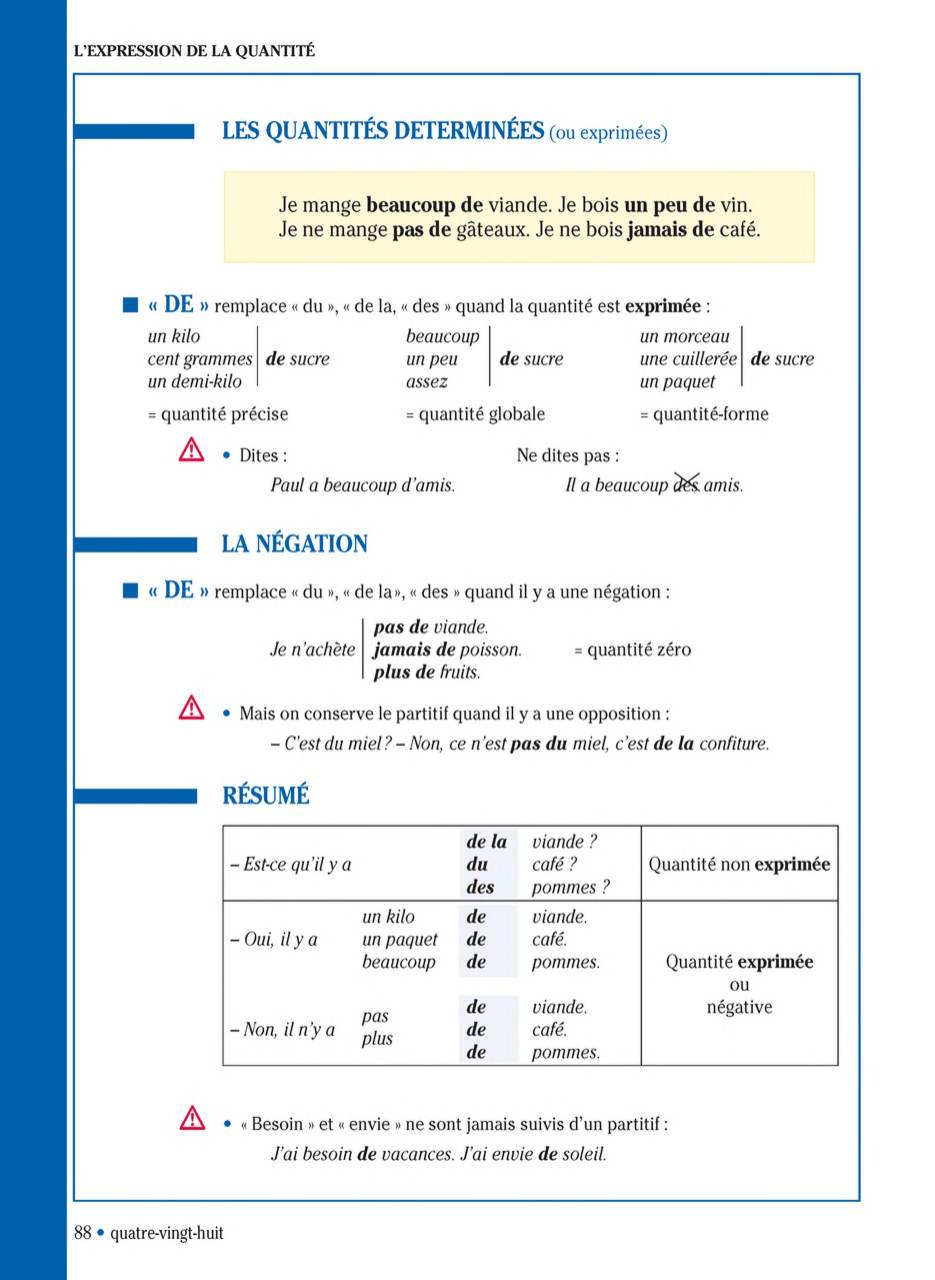 L'EXPRESSION DE LA QUANTITÉ
LES QUANTITÉS DETERMINÉES (ou exprimées)
Je mange beaucoup de viande. Je bois un peu de vin.
Je ne mange pas de gâteaux. Je ne bois jamais de café.
« DE » remplace « du », « de la, « des » quand la quantité est exprimée :
un kilo
cent grammes de sucre
un demi-kilo
= quantité précise
beaucoup
un peu de sucre
assez
= quantité globale
un morceau
une cuillerée de sucre
un paquet
= quantité-forme
• Dites :
Paul a beaucoup d'amis.
Ne dites pas :
Il a beaucoup des amis.
LA NÉGATION
« DE » remplace « du », « de la», « des » quand il y a une négation :
pas de viande.
Je n'achète jamais de poisson. = quantité zéro
plus de fruits.
• Mais on conserve le partitif quand il y a une opposition :
– C'est du miel ? – Non, ce n'est pas du miel, c'est de la confiture.
RÉSUMÉ
de la viande ?
– Est-ce qu'il y a du café ? Quantité non exprimée
des pommes ?
un kilo de viande.
– Oui, il y a un paquet de café.
beaucoup de pommes.
Quantité exprimée
ou
négative
pas
– Non, il n'y a
plus
de viande.
de café.
de pommes.
• « Besoin » et « envie » ne sont jamais suivis d'un partitif :
J'ai besoin de vacances. J'ai envie de soleil.
88 • quatre-vingt-huit